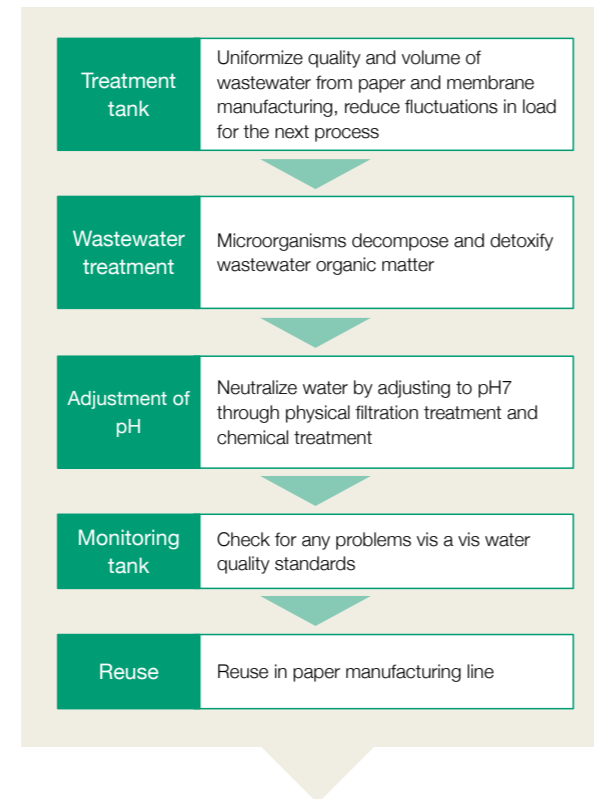 Treatment
tank
Uniformize quality and volume of
wastewater from paper and membrane
manufacturing, reduce fluctuations in load
for the next process
Wastewater
treatment
Microorganisms decompose and detoxify
wastewater organic matter
Adjustment of
pH
Neutralize water by adjusting to pH7
through physical filtration treatment and
chemical treatment
Monitoring
tank
Check for any problems vis a vis water
quality standards
Reuse
Reuse in paper manufacturing line